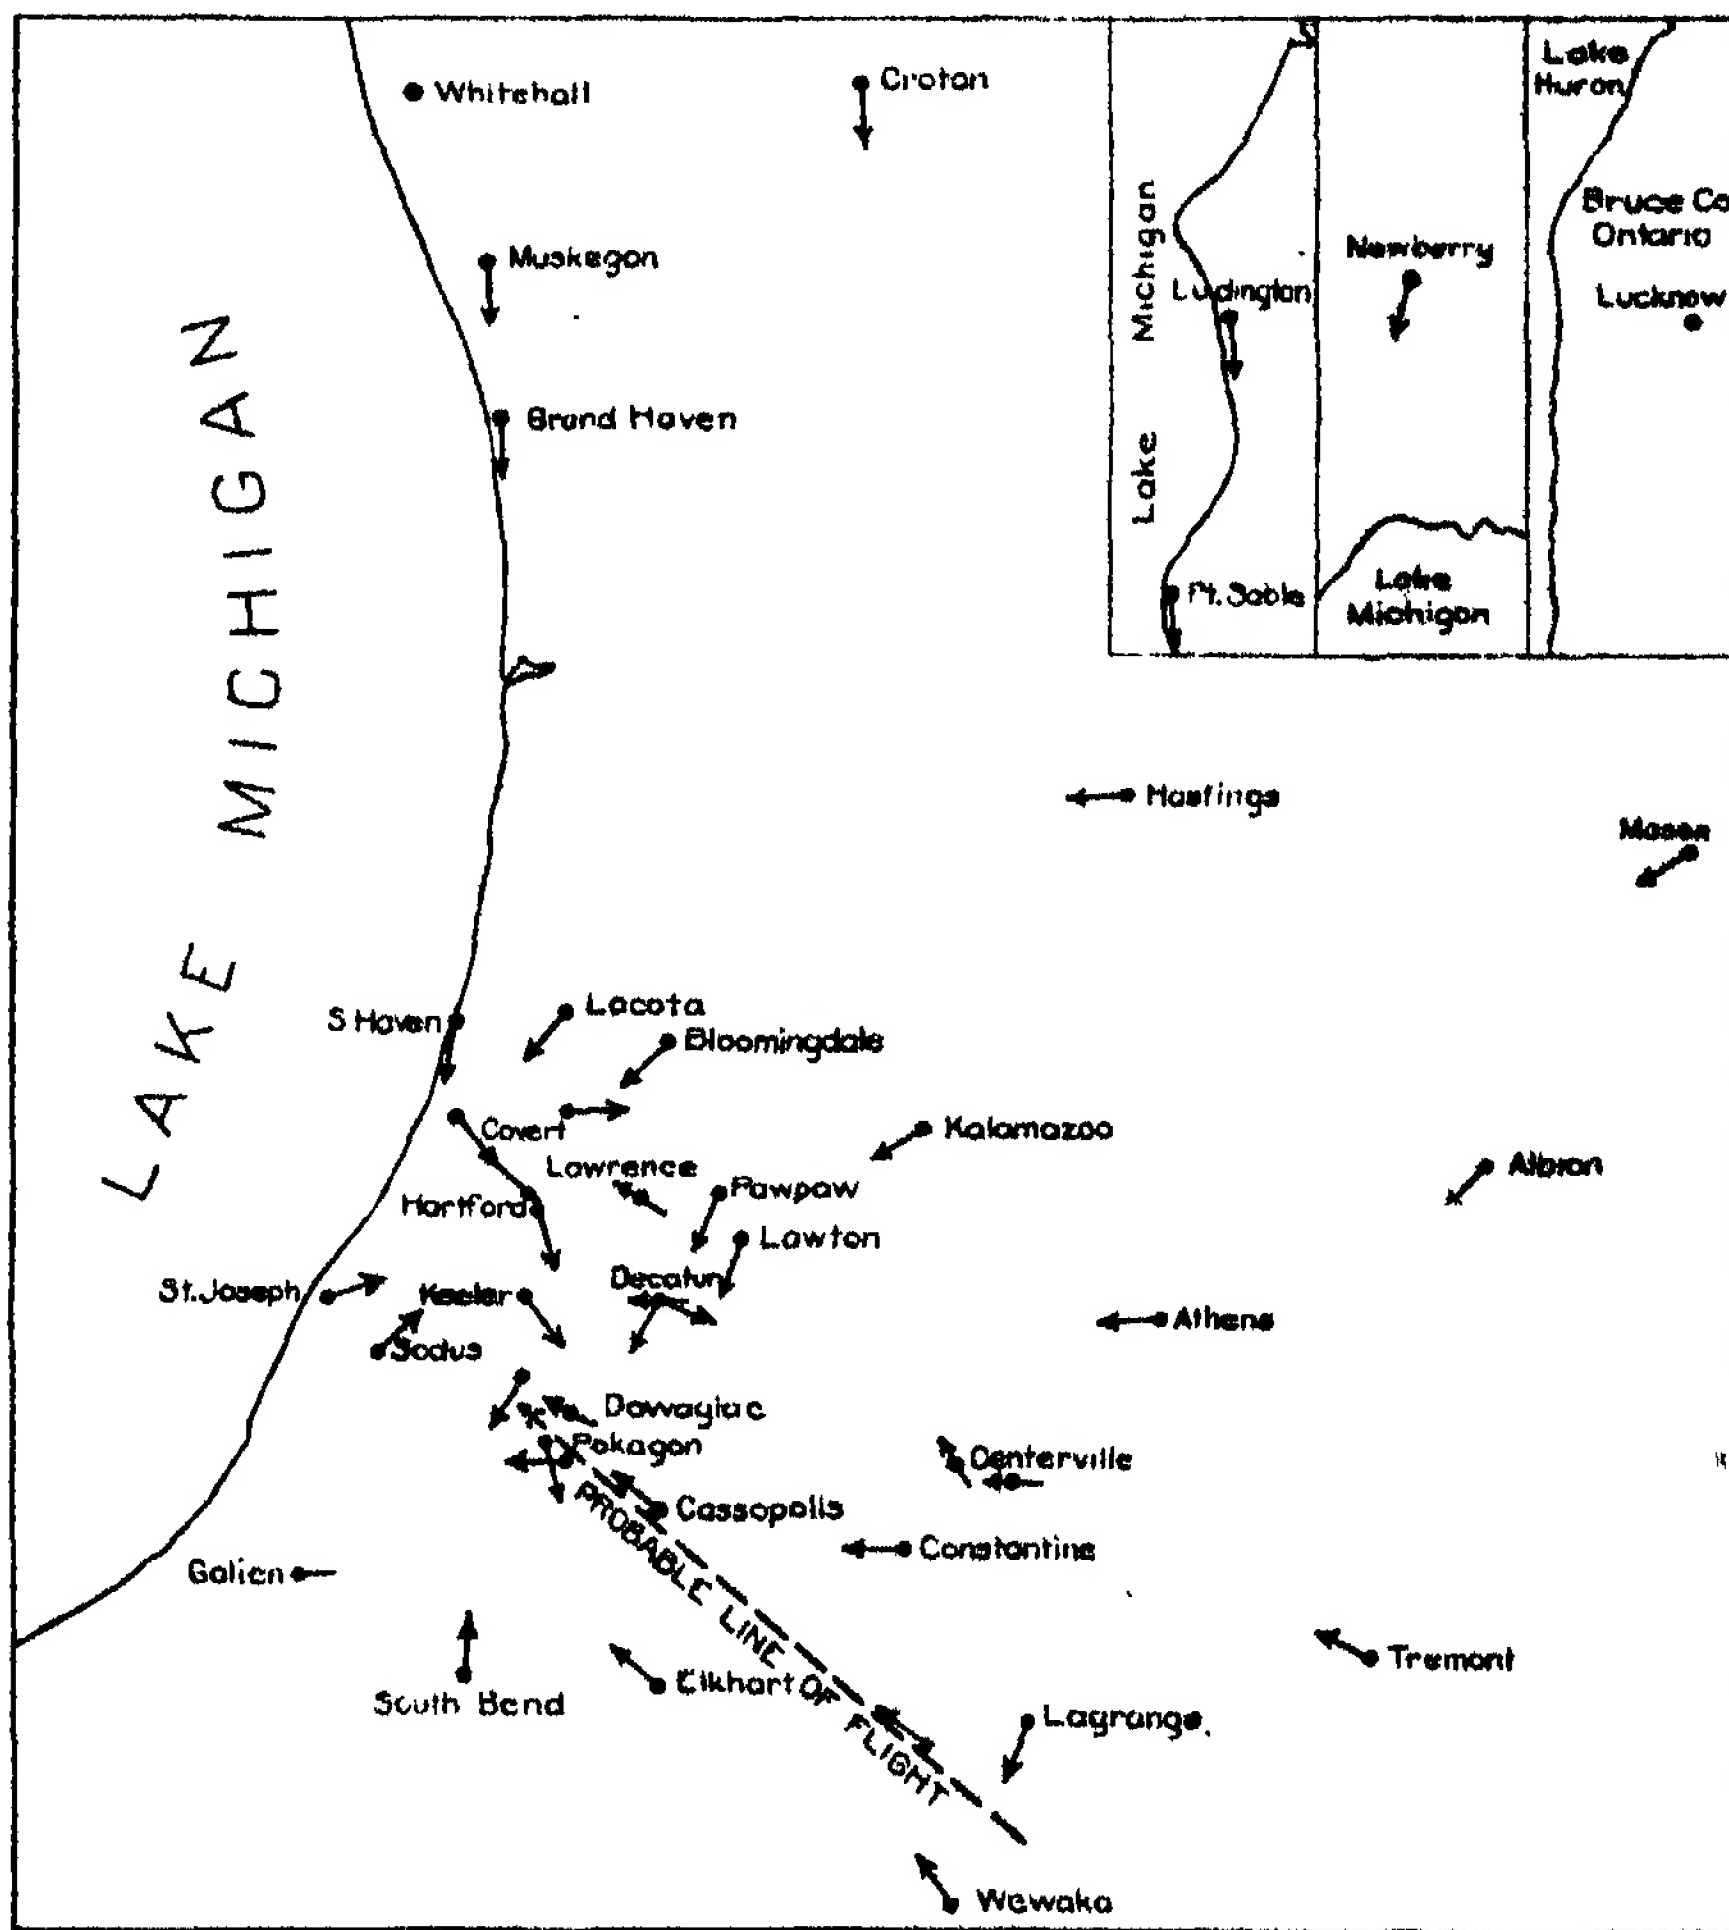 Whitehall
Croton
Muskegon
Brand Haven
LAKE MICHIGAN
Lake Michigan
Ludington
Pt. Sable
Newberry
Lake
Michigan
Lake
Huron
Bruce Co
Ontario
Lucknow
Hastings
Mason
S Haven
Lacota
Bloomingdale
Covert
Kalamazoo
Lawrence
Pawpaw
Albion
Hartford
Lawton
St. Joseph
Keeler
Decatur
Athens
Sodus
Dowagiac
Pokagon
Centerville
Cassopolis
Constantine
Galien
PROBABLE LINE OF FLIGHT
South Bend
Elkhart
Tremont
Lagrange.
Wawaka